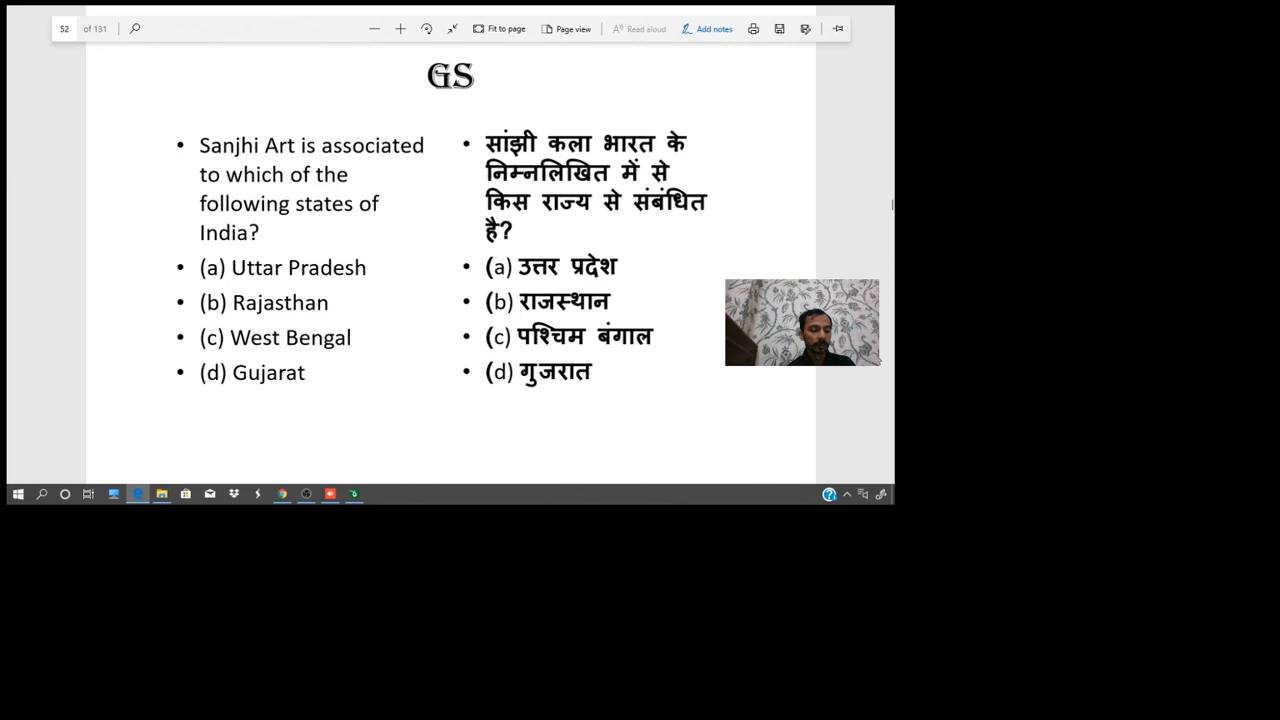 52 of 131 Fit to page Page view Read aloud Add notes
GS
• Sanjhi Art is associated
to which of the
following states of
India?
• (a) Uttar Pradesh
• (b) Rajasthan
• (c) West Bengal
• (d) Gujarat
• सांझी कला भारत के
निम्नलिखित में से
किस राज्य से संबंधित
है?
• (a) उत्तर प्रदेश
• (b) राजस्थान
• (c) पश्चिम बंगाल
• (d) गुजरात